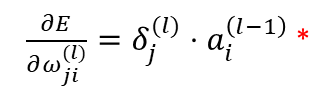 ∂E/∂ω_{ji}^{(l)} = δ_j^{(l)} · a_i^{(l−1)} *